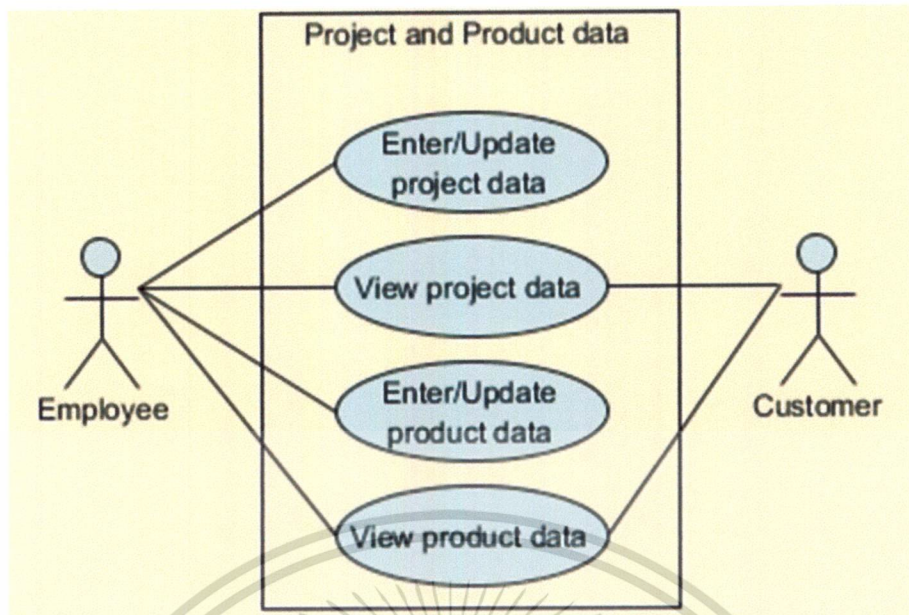 Project and Product data
Enter/Update
project data
View project data
Enter/Update
product data
View product data
Employee
Customer